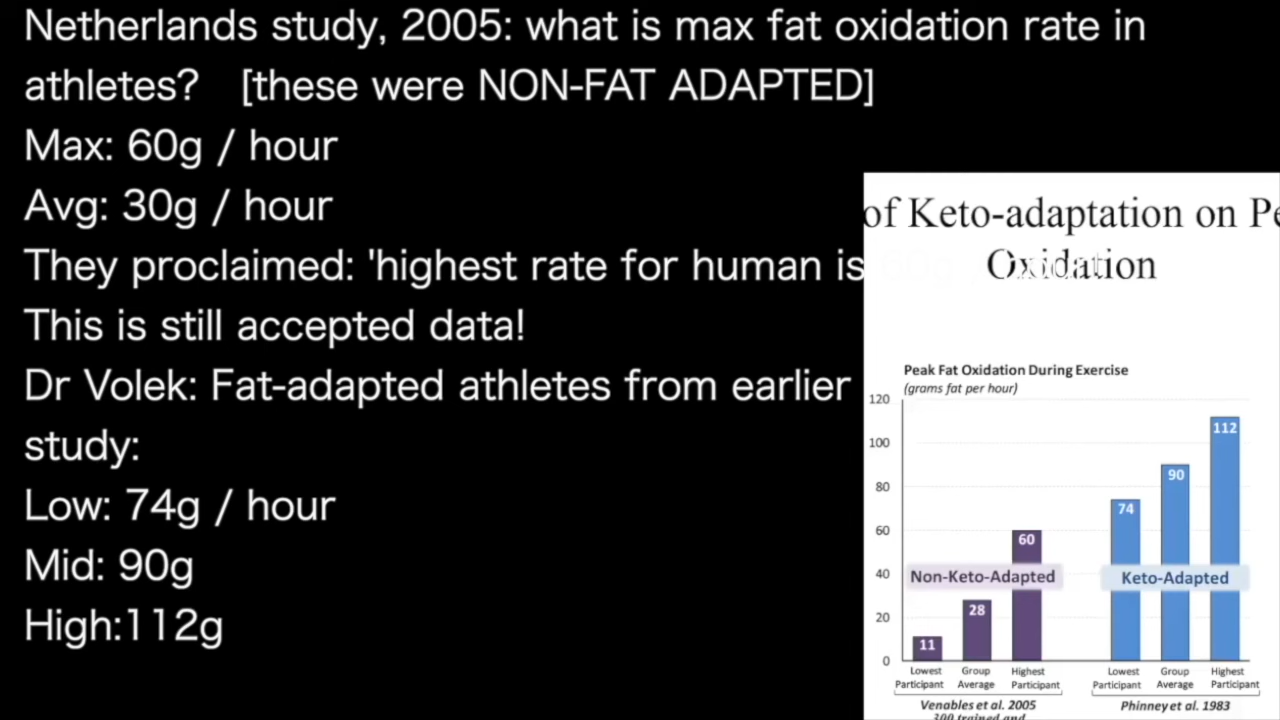 Netherlands study, 2005: what is max fat oxidation rate in
athletes? [these were NON-FAT ADAPTED]
Max: 60g / hour
Avg: 30g / hour
They proclaimed: 'highest rate for human is
This is still accepted data!
Dr Volek: Fat-adapted athletes from earlier
study:
Low: 74g / hour
Mid: 90g
High:112g
of Keto-adaptation on Pe
Oxidation
Peak Fat Oxidation During Exercise
(grams fat per hour)
120
100
80
60
40
20
0
11
28
60
74
90
112
Non-Keto-Adapted
Keto-Adapted
Lowest Participant
Group Average
Highest Participant
Lowest Participant
Group Average
Highest Participant
Venables et al. 2005
300 trained and
Phinney et al. 1983